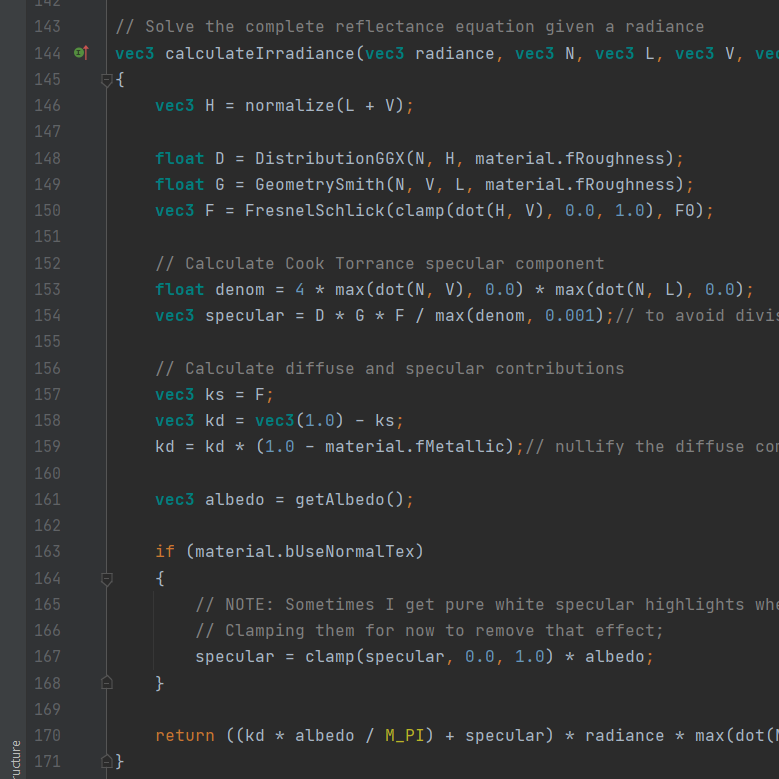 142
143 // Solve the complete reflectance equation given a radiance
144 vec3 calculateIrradiance(vec3 radiance, vec3 N, vec3 L, vec3 V,
145 {
146 vec3 H = normalize(L + V);
147
148 float D = DistributionGGX(N, H, material.fRoughness);
149 float G = GeometrySmith(N, V, L, material.fRoughness);
150 vec3 F = FresnelSchlick(clamp(dot(H, V), 0.0, 1.0), F0);
151
152 // Calculate Cook Torrance specular component
153 float denom = 4 * max(dot(N, V), 0.0) * max(dot(N, L), 0.0);
154 vec3 specular = D * G * F / max(denom, 0.001);// to avoid
155
156 // Calculate diffuse and specular contributions
157 vec3 ks = F;
158 vec3 kd = vec3(1.0) - ks;
159 kd = kd * (1.0 - material.fMetallic);// nullify the diffuse
160
161 vec3 albedo = getAlbedo();
162
163 if (material.bUseNormalTex)
164 {
165 // NOTE: Sometimes I get pure white specular highlights
166 // Clamping them for now to remove that effect;
167 specular = clamp(specular, 0.0, 1.0) * albedo;
168 }
169
170 return ((kd * albedo / M_PI) + specular) * radiance * max(dot(
171 }
ructure